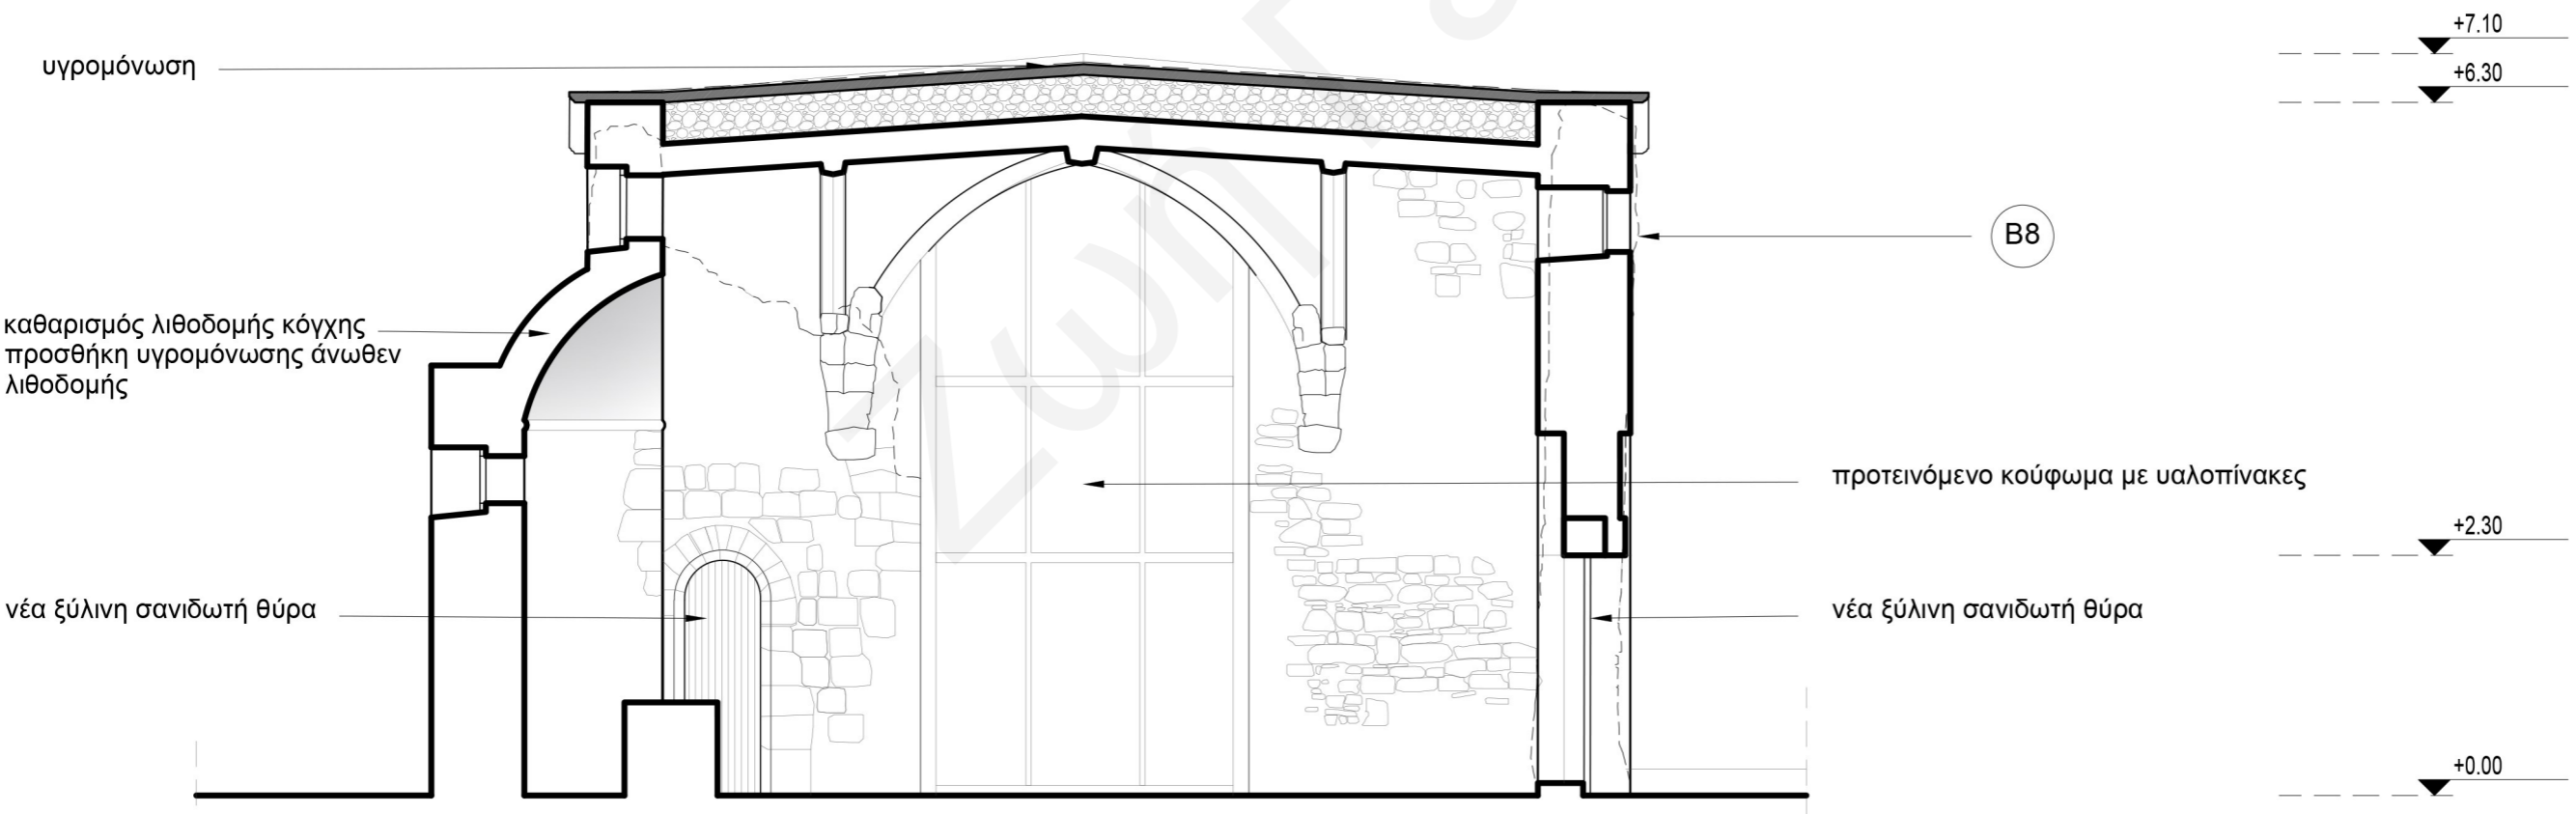 +7.10
υγρομόνωση
+6.30
B8
καθαρισμός λιθοδομής κόγχης
προσθήκη υγρομόνωσης άνωθεν
λιθοδομής
προτεινόμενο κούφωμα με υαλοπίνακες
+2.30
νέα ξύλινη σανιδωτή θύρα
νέα ξύλινη σανιδωτή θύρα
+0.00